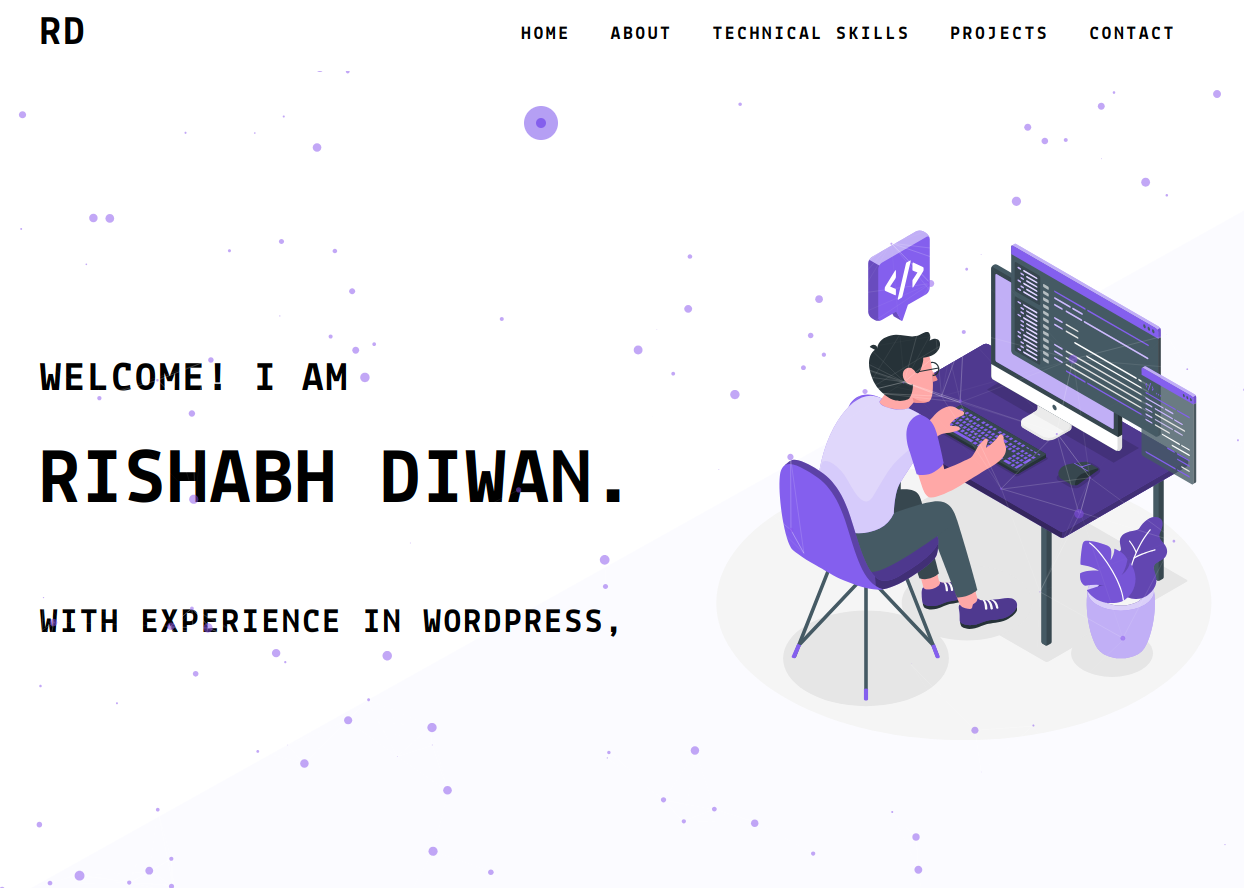 RD
HOME ABOUT TECHNICAL SKILLS PROJECTS CONTACT
</>
WELCOME! I AM
RISHABH DIWAN.
WITH EXPERIENCE IN WORDPRESS,